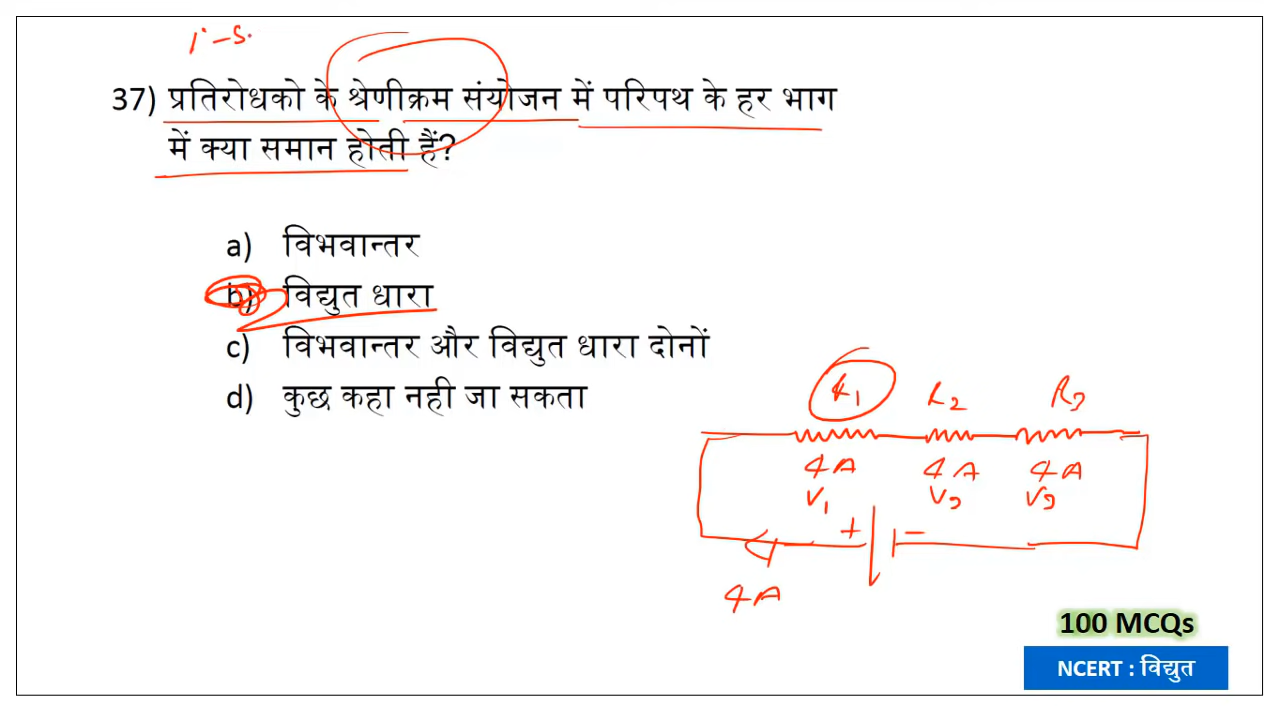 1 - S.
37) प्रतिरोधको के श्रेणीक्रम संयोजन में परिपथ के हर भाग
में क्या समान होती हैं?
a) विभवान्तर
b) विद्युत धारा
c) विभवान्तर और विद्युत धारा दोनों
d) कुछ कहा नही जा सकता
R1 R2 R3
4A 4A 4A
V1 V2 V3
+ −
4A
100 MCQs
NCERT : विद्युत